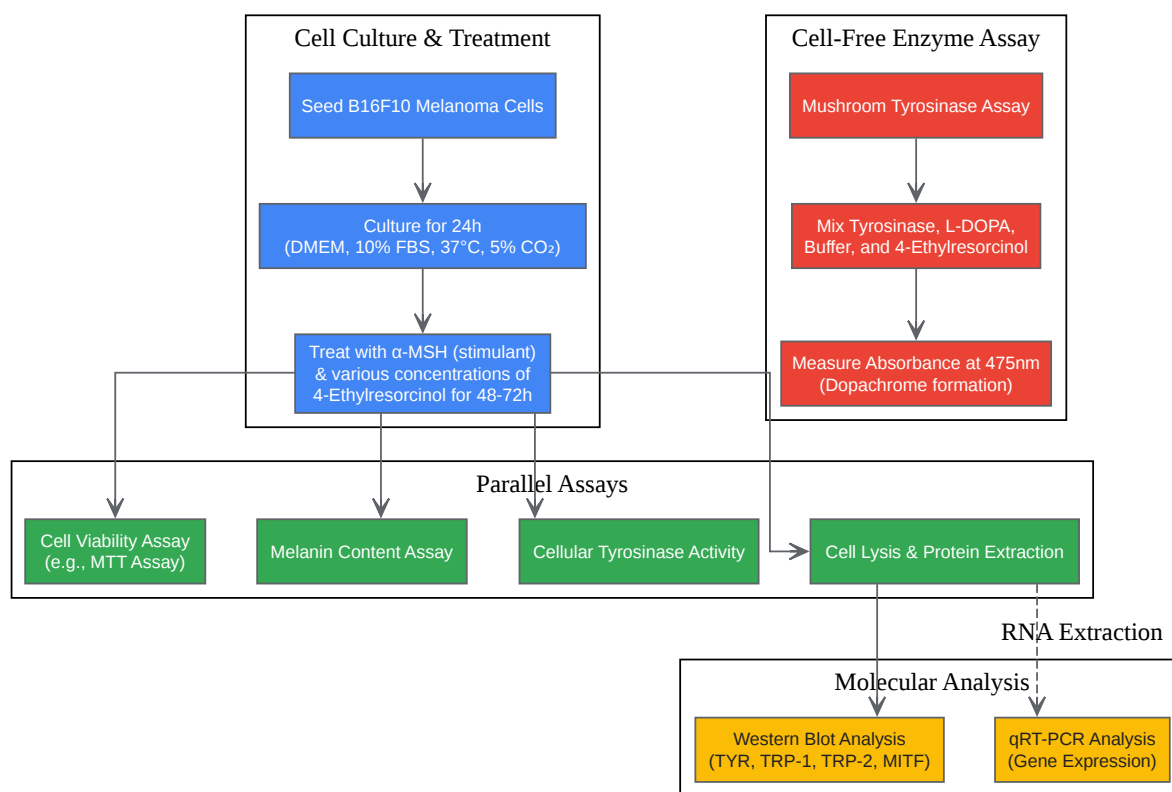 Cell Culture & Treatment
Seed B16F10 Melanoma Cells
Culture for 24h
(DMEM, 10% FBS, 37°C, 5% CO₂)
Treat with α-MSH (stimulant)
& various concentrations of
4-Ethylresorcinol for 48-72h
Cell-Free Enzyme Assay
Mushroom Tyrosinase Assay
Mix Tyrosinase, L-DOPA,
Buffer, and 4-Ethylresorcinol
Measure Absorbance at 475nm
(Dopachrome formation)
Parallel Assays
Cell Viability Assay
(e.g., MTT Assay)
Melanin Content Assay
Cellular Tyrosinase Activity
Cell Lysis & Protein Extraction
RNA Extraction
Molecular Analysis
Western Blot Analysis
(TYR, TRP-1, TRP-2, MITF)
qRT-PCR Analysis
(Gene Expression)